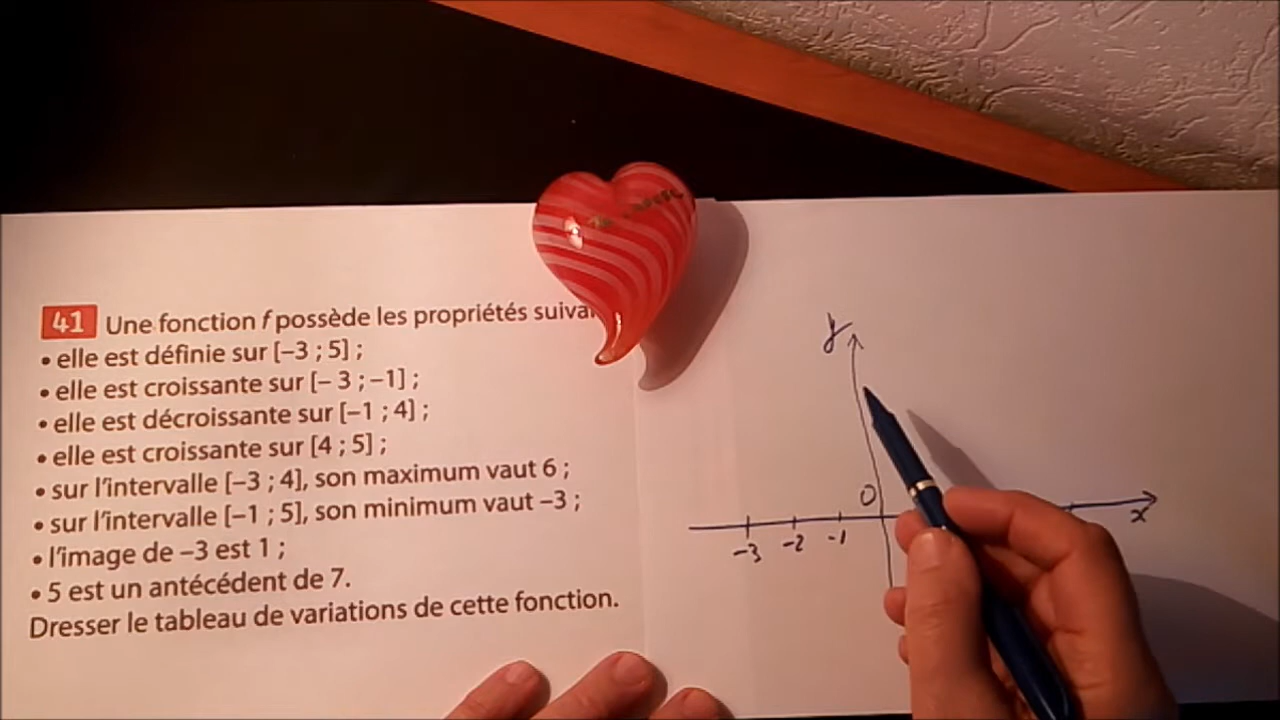 41 Une fonction f possède les propriétés
• elle est définie sur [–3 ; 5] ;
• elle est croissante sur [– 3 ; –1] ;
• elle est décroissante sur [–1 ; 4] ;
• elle est croissante sur [4 ; 5] ;
• sur l'intervalle [–3 ; 4], son maximum vaut 6 ;
• sur l'intervalle [–1 ; 5], son minimum vaut –3 ;
• l'image de –3 est 1 ;
• 5 est un antécédent de 7.
Dresser le tableau de variations de cette fonction.
y
0
-3 -2 -1
x